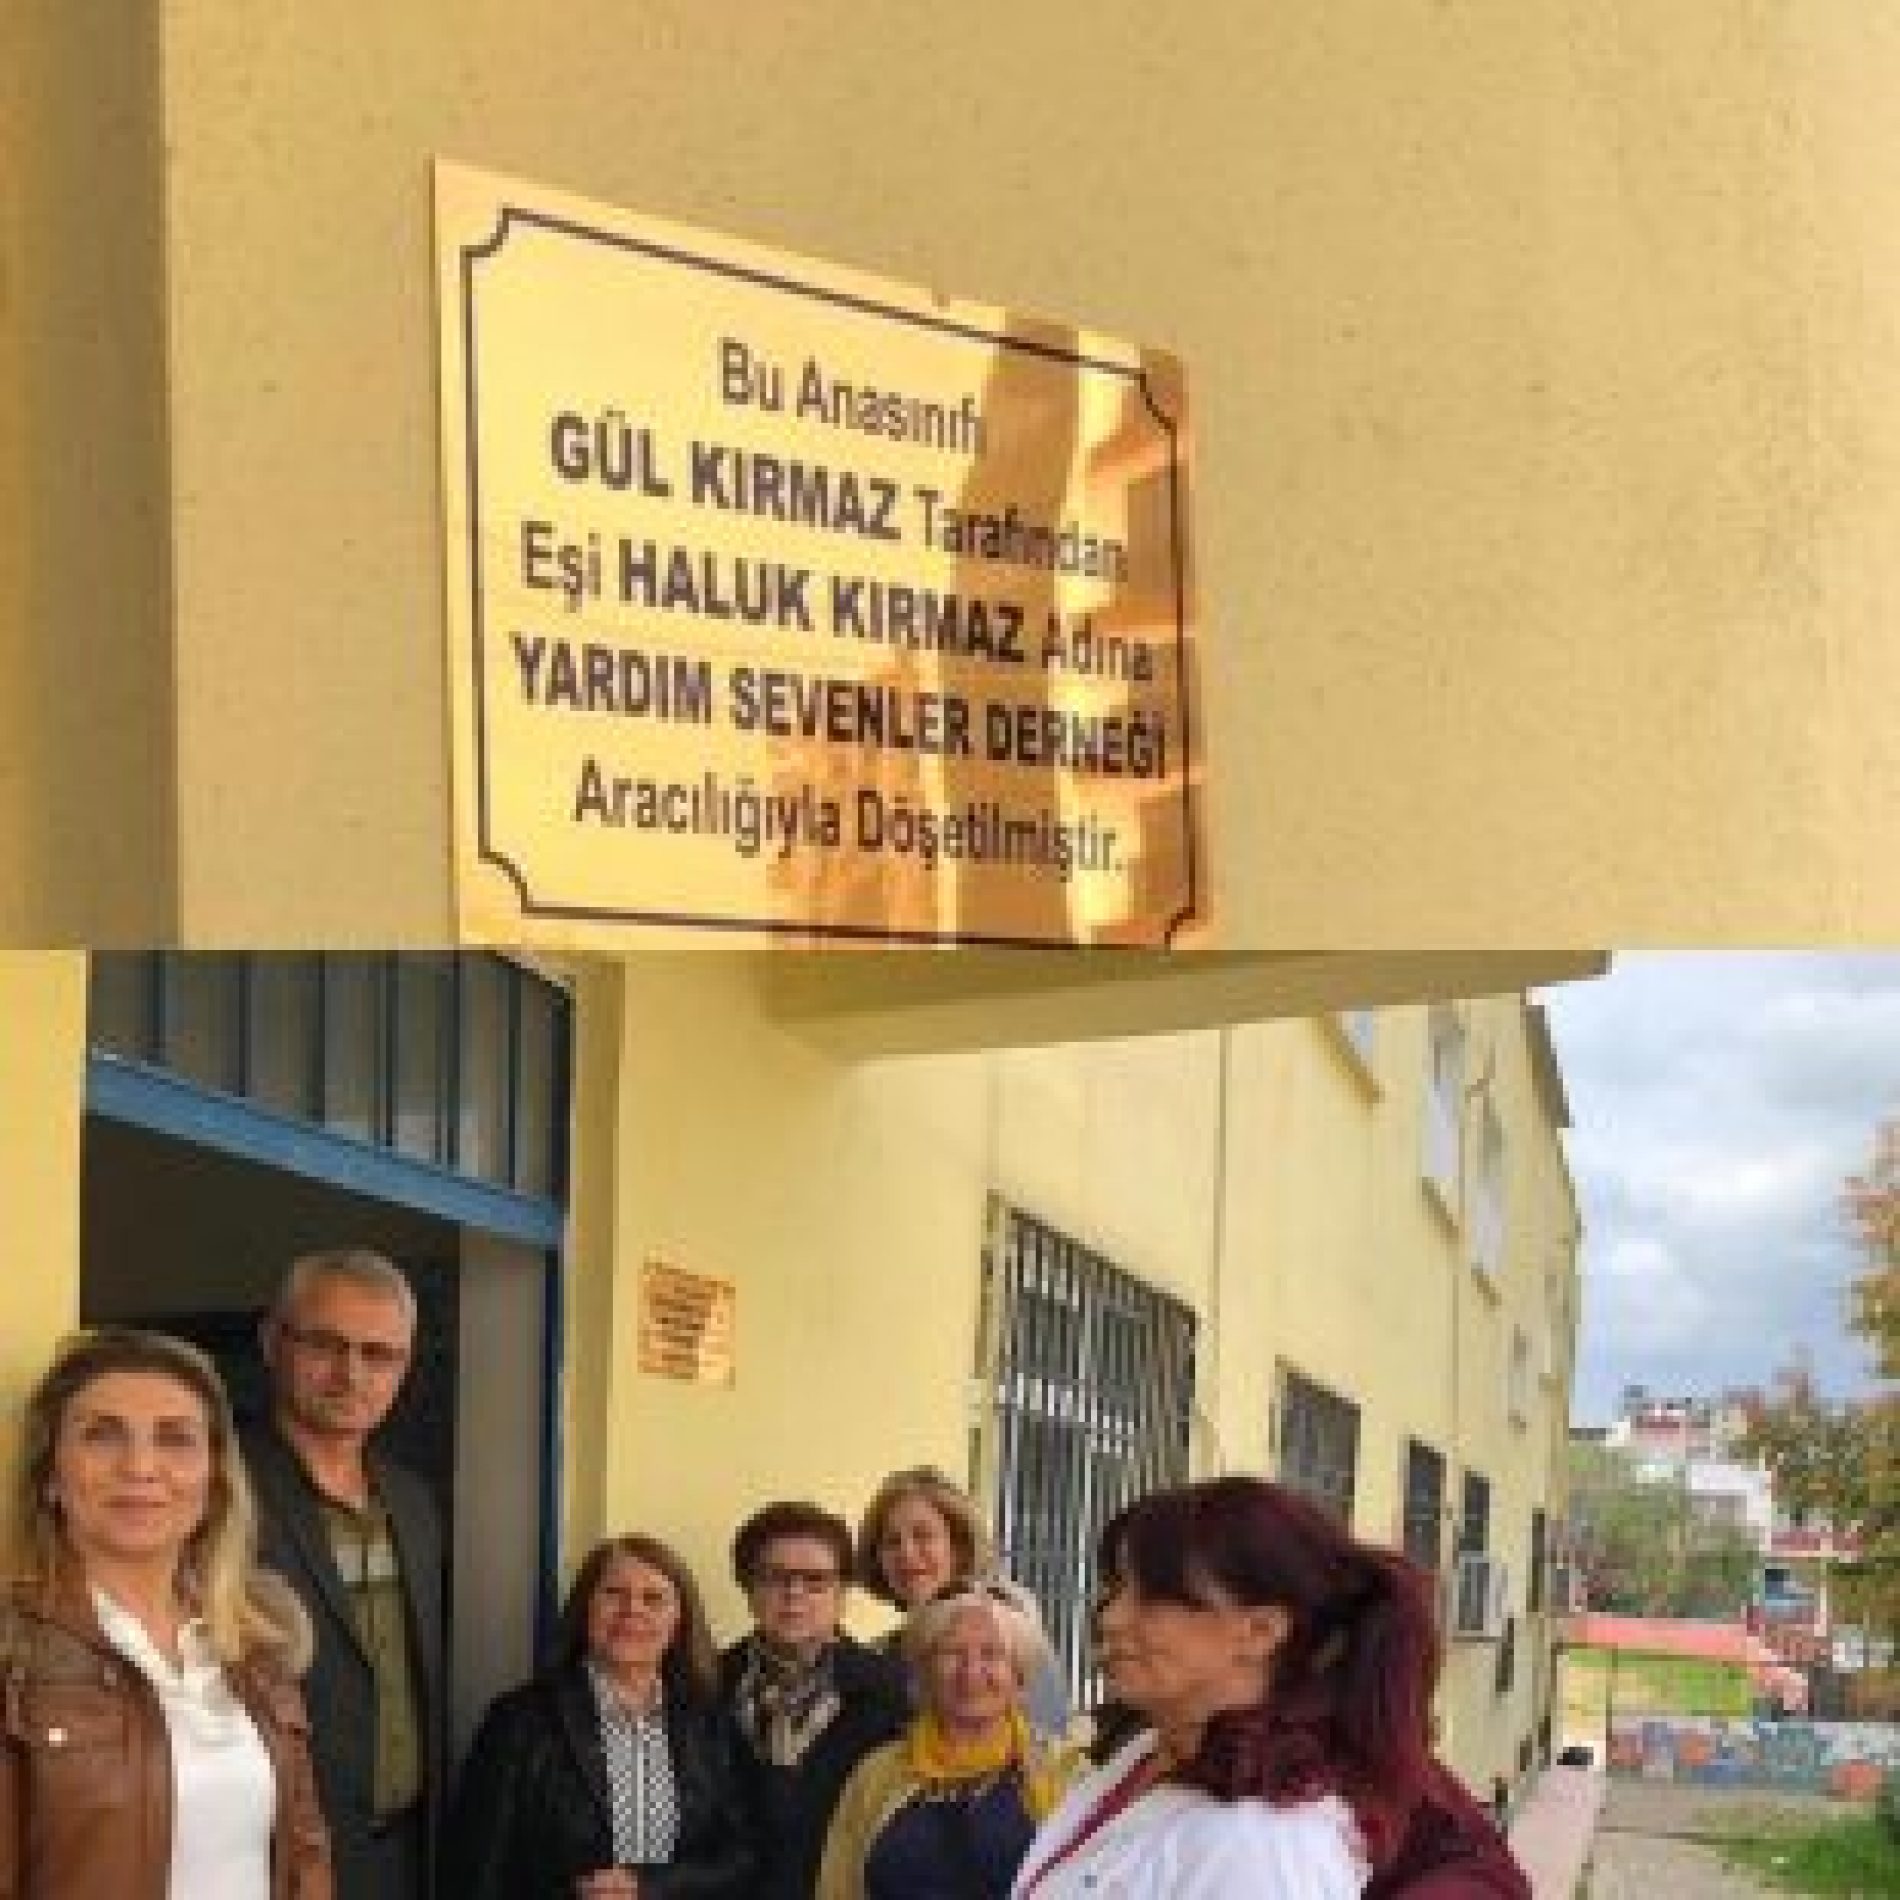 Bu Anasınıfı
GÜL KIRMAZ Tarafından
Eşi HALUK KIRMAZ Adına
YARDIM SEVENLER DERNEĞİ
Aracılığıyla Döşetilmiştir.